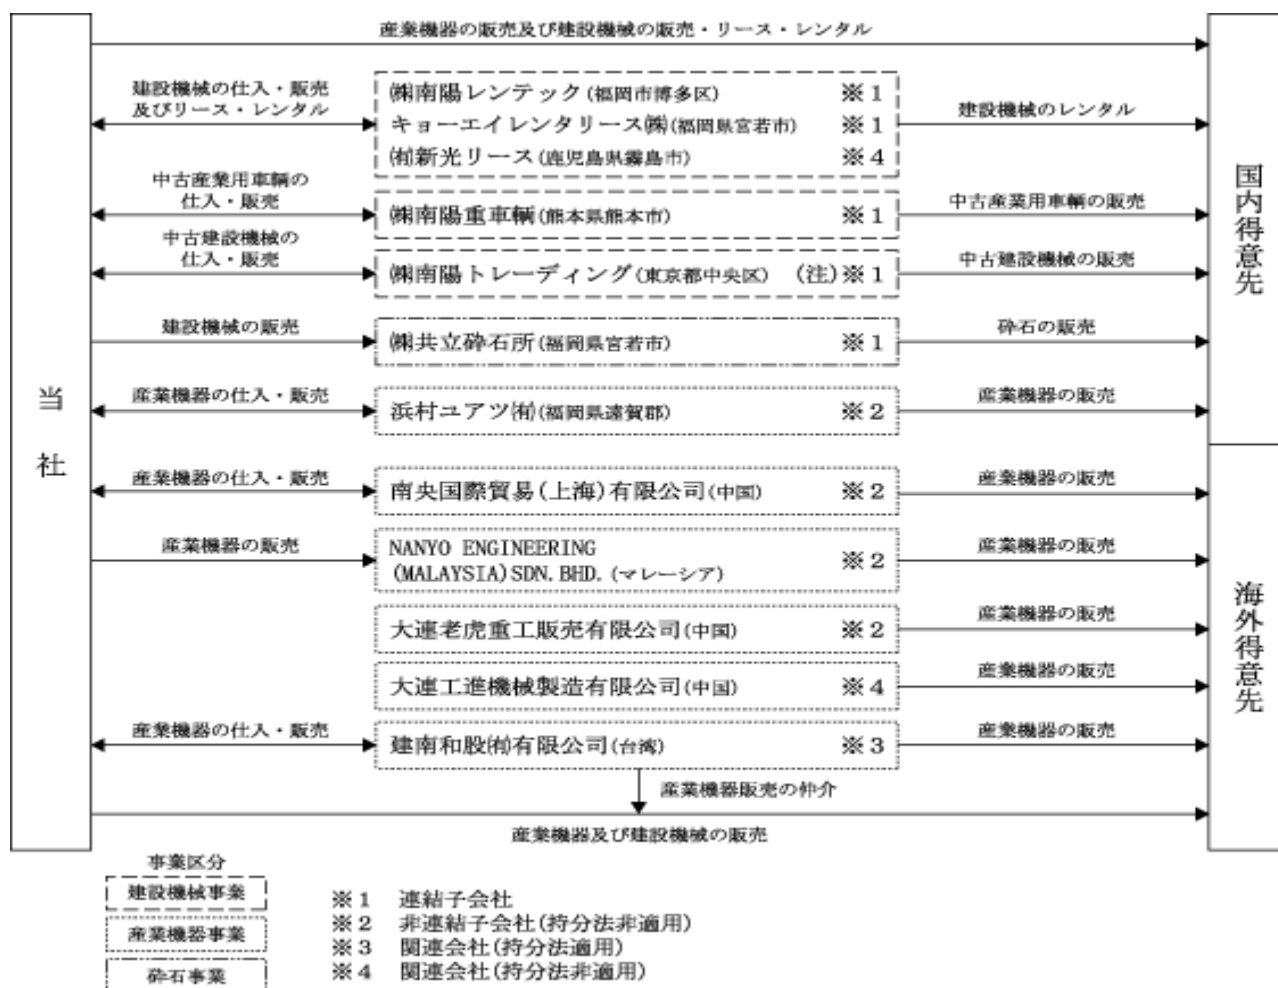 産業機器の販売及び建設機械の販売・リース・レンタル
建設機械の仕入・販売
及びリース・レンタル
㈱南陽レンテック(福岡市博多区) ※1
キョーエイレンタリース㈱(福岡県宮若市) ※1
㈲新光リース(鹿児島県霧島市) ※4
建設機械のレンタル
中古産業用車輌の
仕入・販売
㈱南陽重車輌(熊本県熊本市) ※1
中古産業用車輌の販売
中古建設機械の
仕入・販売
㈱南陽トレーディング(東京都中央区) (注)※1
中古建設機械の販売
建設機械の販売
㈱共立砕石所(福岡県宮若市) ※1
砕石の販売
産業機器の仕入・販売
浜村ユアツ㈲(福岡県遠賀郡) ※2
産業機器の販売
当社
国内得意先
産業機器の仕入・販売
南央国際貿易(上海)有限公司(中国) ※2
産業機器の販売
産業機器の販売
NANYO ENGINEERING
(MALAYSIA)SDN.BHD.(マレーシア) ※2
産業機器の販売
大連老虎重工販売有限公司(中国) ※2
産業機器の販売
大連工進機械製造有限公司(中国) ※4
産業機器の販売
海外得意先
産業機器の仕入・販売
建南和股㈲有限公司(台湾) ※3
産業機器の販売
産業機器販売の仲介
産業機器及び建設機械の販売
事業区分
建設機械事業
産業機器事業
砕石事業
※1 連結子会社
※2 非連結子会社(持分法非適用)
※3 関連会社(持分法適用)
※4 関連会社(持分法非適用)